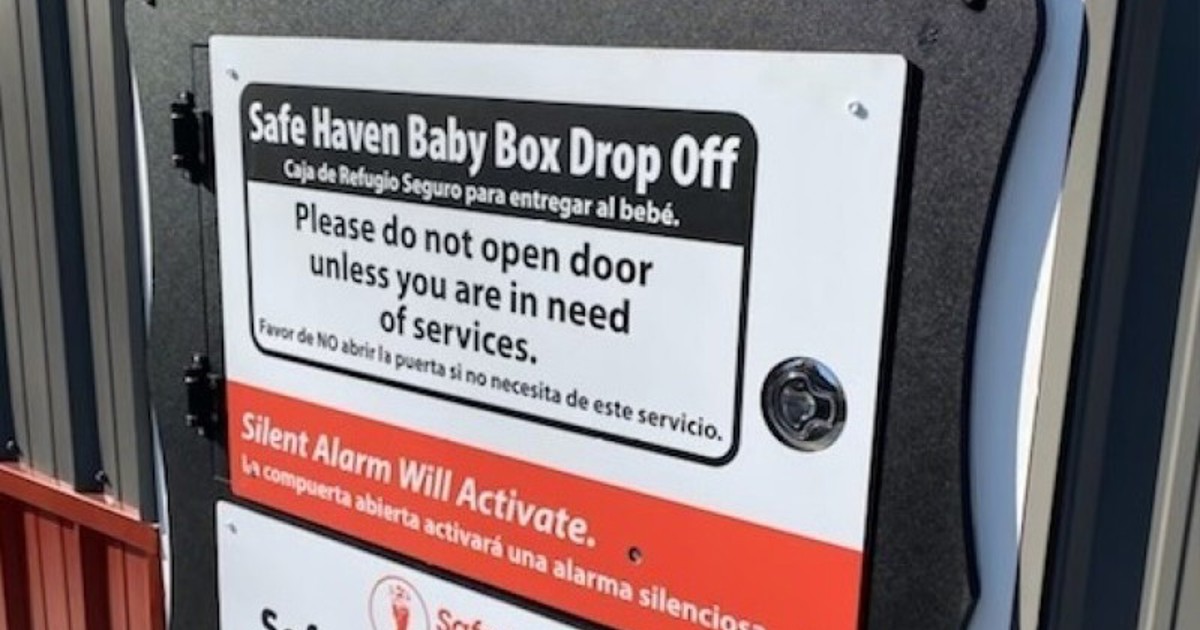 Safe Haven Baby Box Drop Off
Caja de Refugio Seguro para entregar al bebé.
Please do not open door
unless you are in need
of services.
Favor de NO abrir la puerta si no necesita de este servicio.
Silent Alarm Will Activate.
La compuerta abierta activará una alarma silenciosa